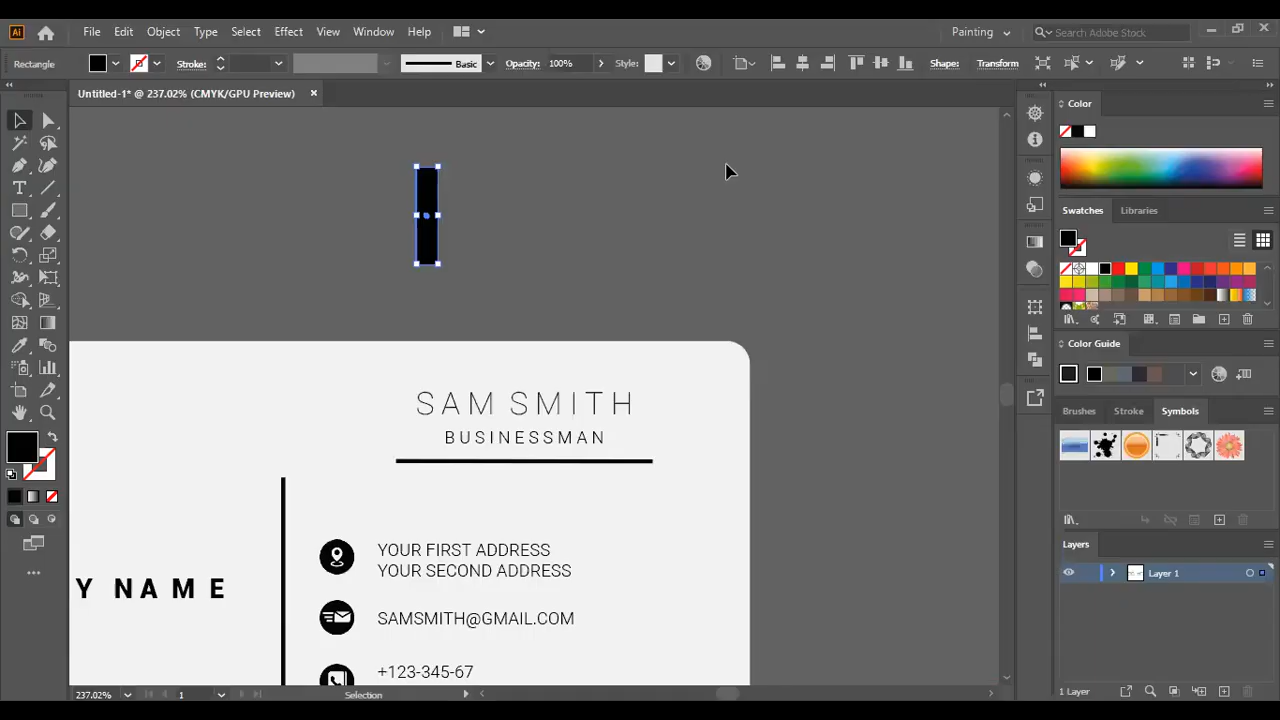 Ai
File Edit Object Type Select Effect View Window Help
Painting
Search Adobe Stock
Rectangle
Stroke:
Basic
Opacity: 100%
Style:
Shape:
Transform
Untitled-1* @ 237.02% (CMYK/GPU Preview)
Color
Swatches Libraries
Color Guide
Brushes Stroke Symbols
Layers
Layer 1
1 Layer
SAM SMITH
BUSINESSMAN
YOUR FIRST ADDRESS
YOUR SECOND ADDRESS
Y NAME
SAMSMITH@GMAIL.COM
+123-345-67
237.02%
1
Selection